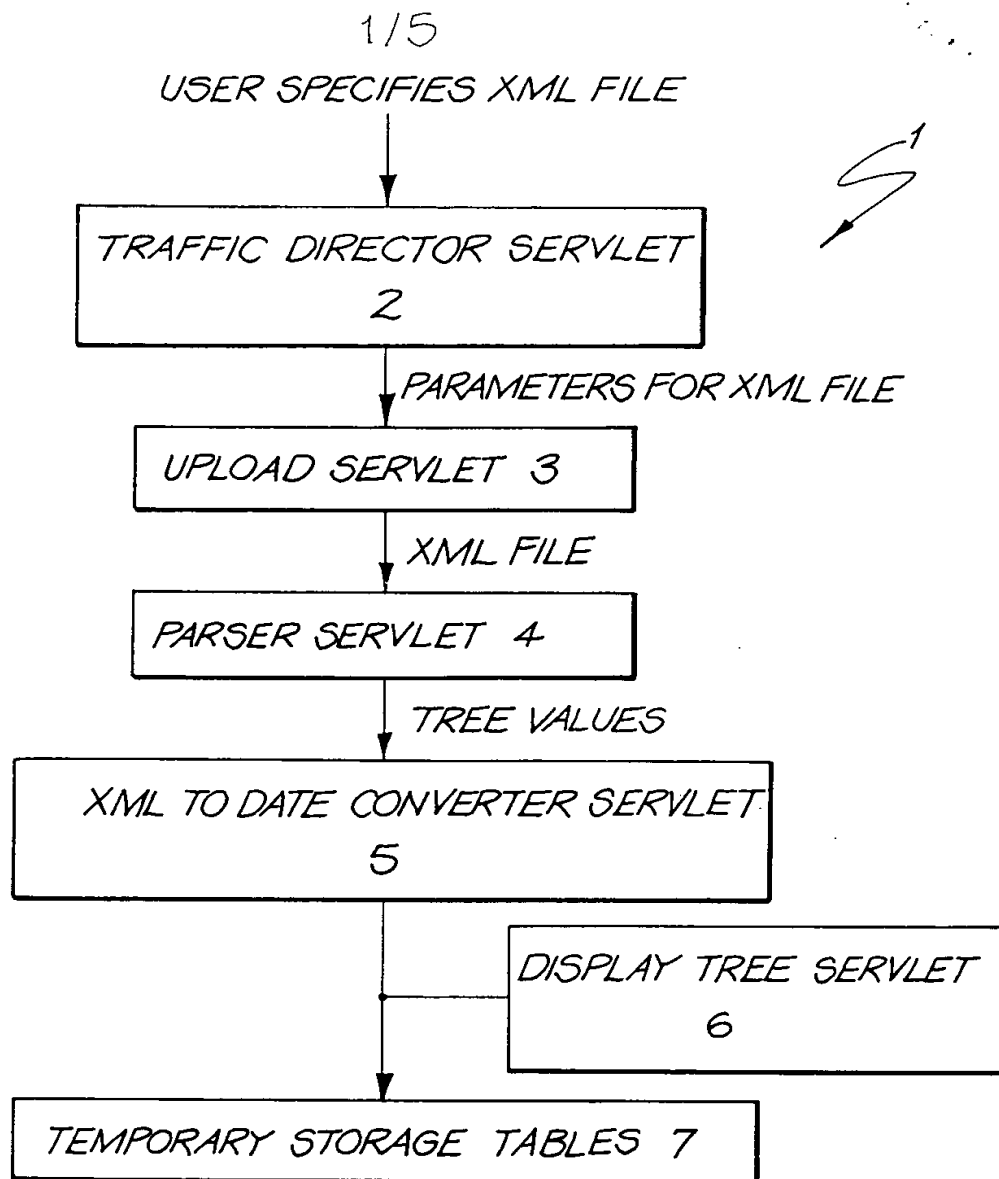 1/5
USER SPECIFIES XML FILE
1
TRAFFIC DIRECTOR SERVLET
2
PARAMETERS FOR XML FILE
UPLOAD SERVLET 3
XML FILE
PARSER SERVLET 4
TREE VALUES
XML TO DATE CONVERTER SERVLET
5
DISPLAY TREE SERVLET
6
TEMPORARY STORAGE TABLES 7